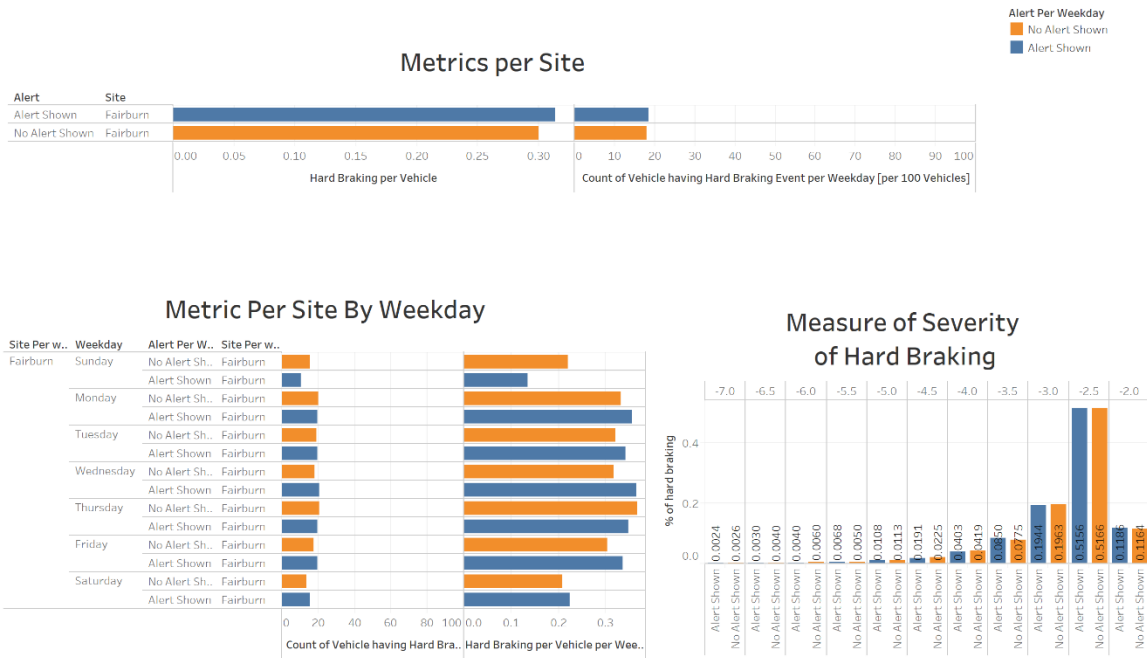 Alert Per Weekday
No Alert Shown
Alert Shown
Metrics per Site
Alert Site
Alert Shown Fairburn
No Alert Shown Fairburn
0.00 0.05 0.10 0.15 0.20 0.25 0.30 0 10 20 30 40 50 60 70 80 90 100
Hard Braking per Vehicle Count of Vehicle having Hard Braking Event per Weekday [per 100 Vehicles]
Metric Per Site By Weekday
Site Per w.. Weekday Alert Per W.. Site Per w..
Fairburn Sunday No Alert Sh.. Fairburn
Alert Shown Fairburn
Monday No Alert Sh.. Fairburn
Alert Shown Fairburn
Tuesday No Alert Sh.. Fairburn
Alert Shown Fairburn
Wednesday No Alert Sh.. Fairburn
Alert Shown Fairburn
Thursday No Alert Sh.. Fairburn
Alert Shown Fairburn
Friday No Alert Sh.. Fairburn
Alert Shown Fairburn
Saturday No Alert Sh.. Fairburn
Alert Shown Fairburn
0 20 40 60 80 100 0.0 0.1 0.2 0.3
Count of Vehicle having Hard Bra.. Hard Braking per Vehicle per Wee..
Measure of Severity
of Hard Braking
-7.0 -6.5 -6.0 -5.5 -5.0 -4.5 -4.0 -3.5 -3.0 -2.5 -2.0
% of hard braking
0.4
0.2
0.0
0.0024 0.0026 0.0030 0.0040 0.0040 0.0060 0.0068 0.0050 0.0108 0.0113 0.0191 0.0225 0.0403 0.0419 0.0850 0.0775 0.1944 0.1963 0.5156 0.5166 0.1186 0.1164
Alert Shown No Alert Shown Alert Shown No Alert Shown Alert Shown No Alert Shown Alert Shown No Alert Shown Alert Shown No Alert Shown Alert Shown No Alert Shown Alert Shown No Alert Shown Alert Shown No Alert Shown Alert Shown No Alert Shown Alert Shown No Alert Shown Alert Shown No Alert Shown